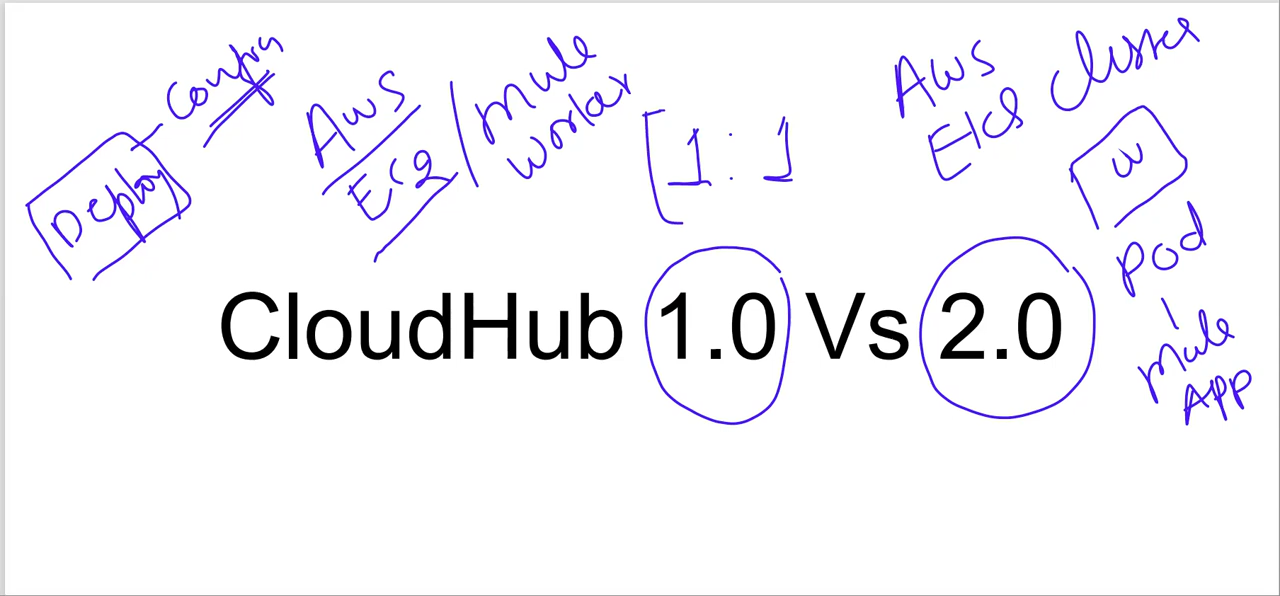 Config
Deploy
AWS
EC2
mule
worker
[1:1
AWS
EKS cluster
W
Pod
mule
APP
CloudHub 1.0 Vs 2.0